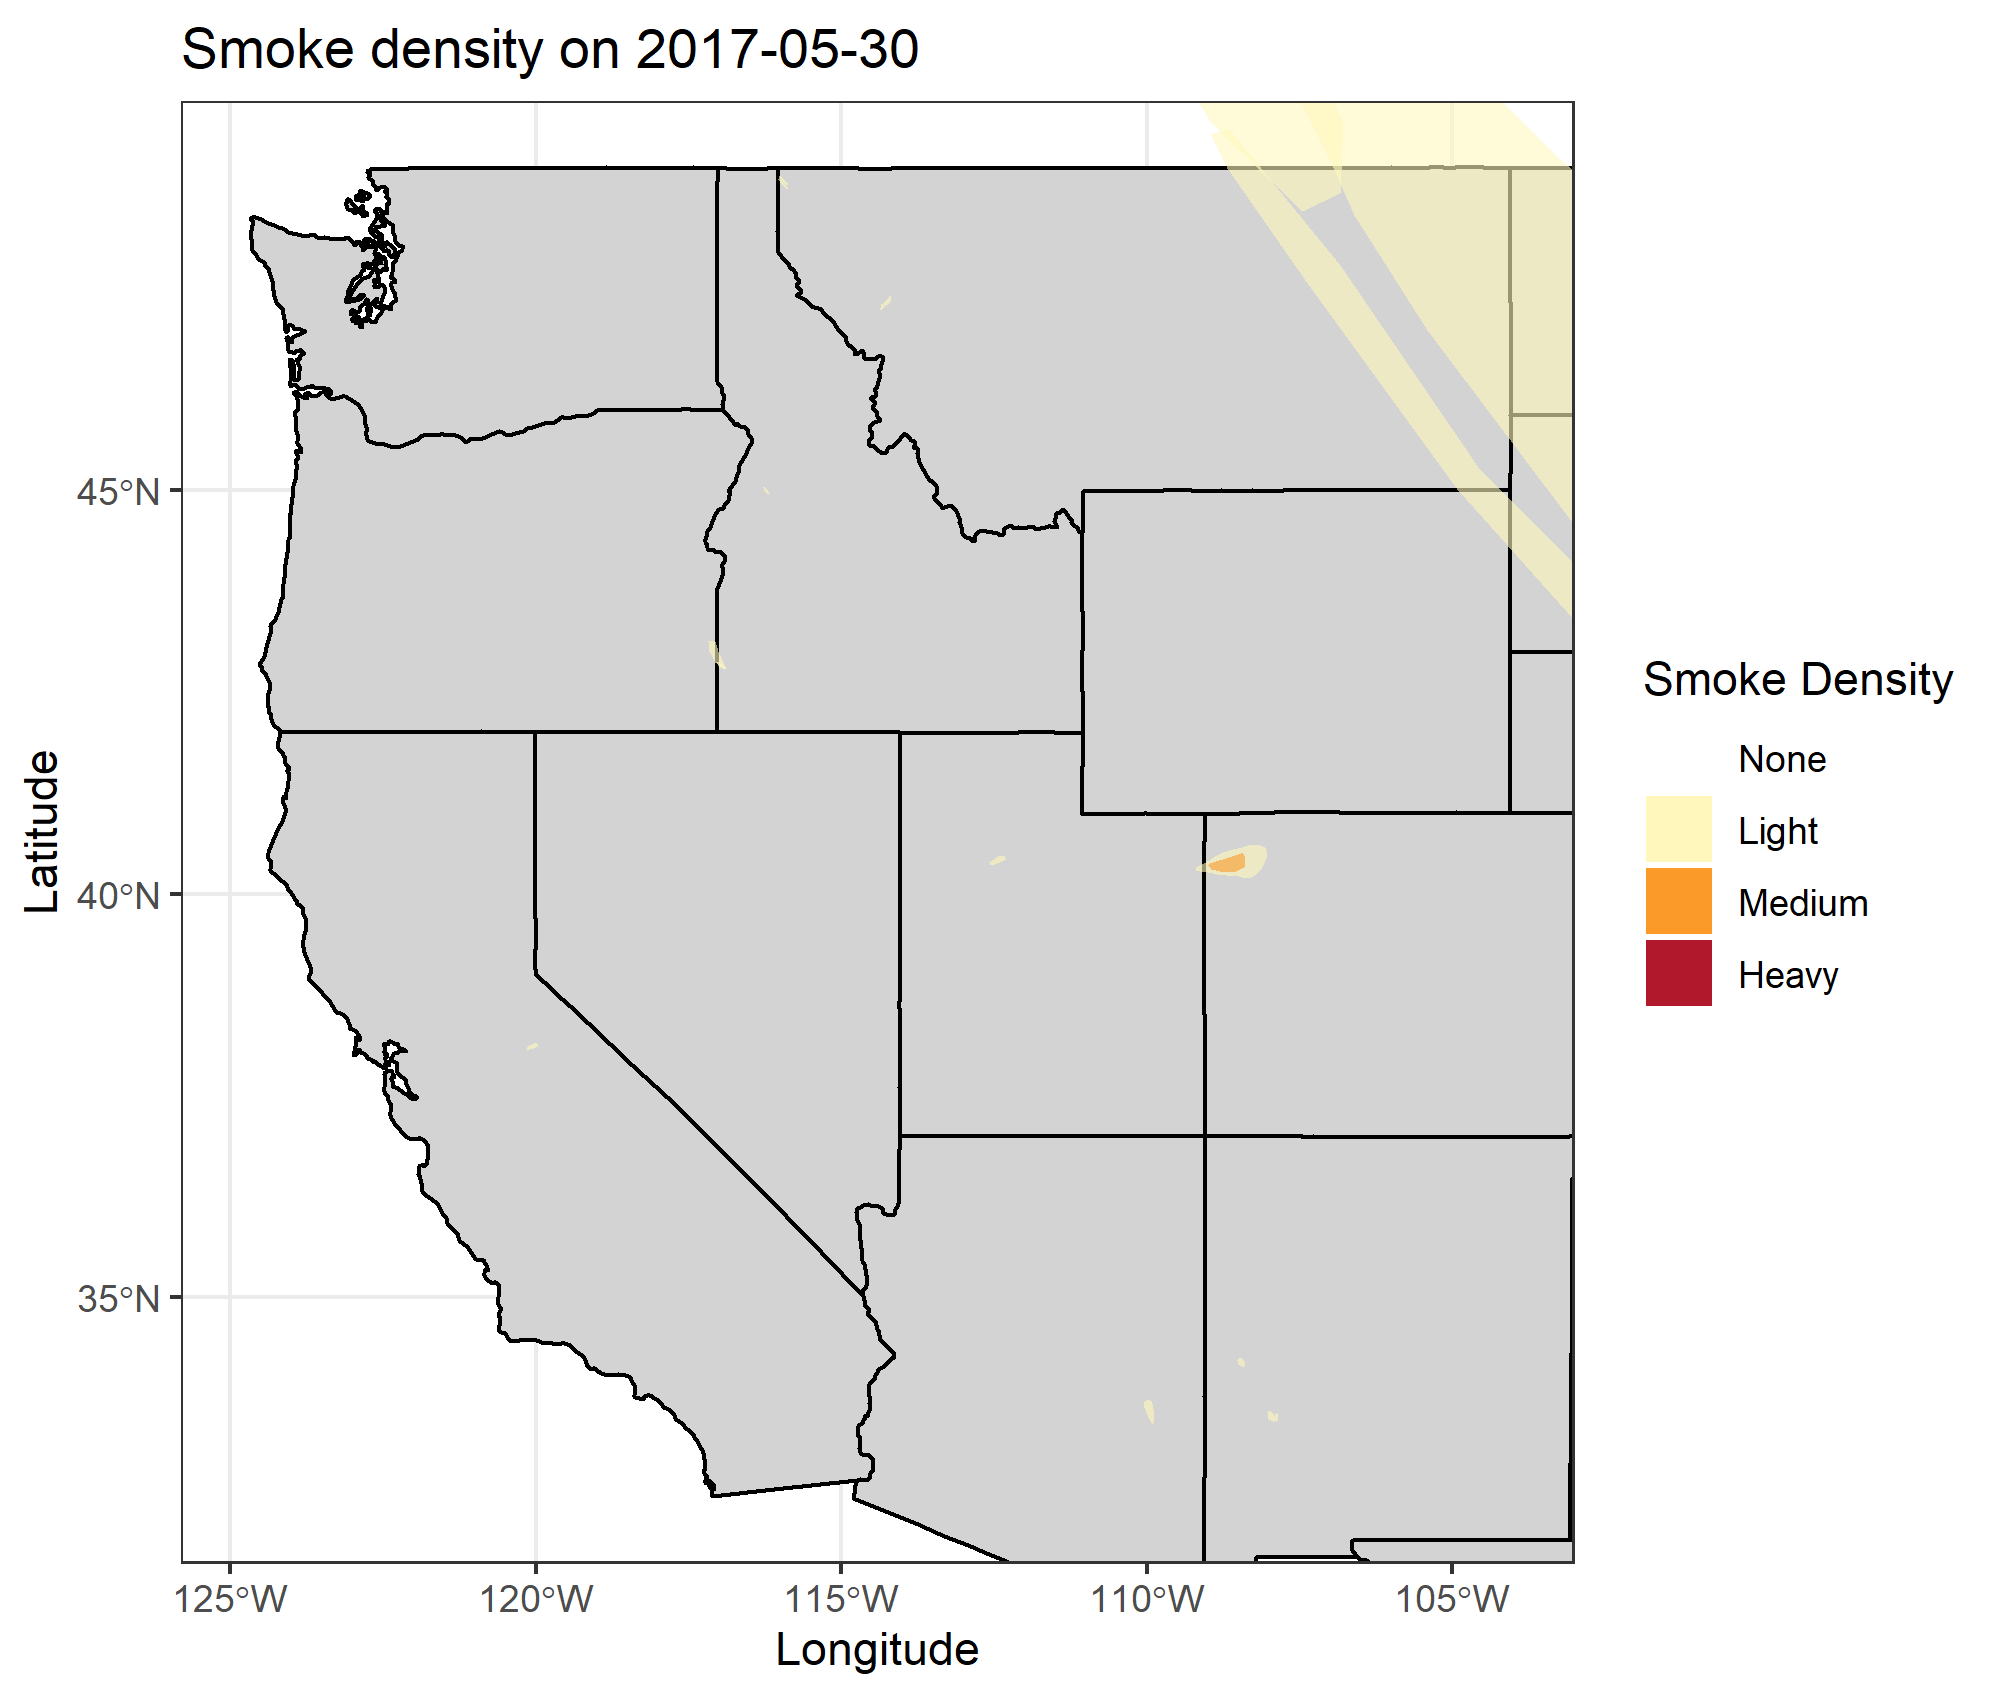 Smoke density on 2017-05-30
45°N
40°N
35°N
Latitude
125°W
120°W
115°W
110°W
105°W
Longitude
Smoke Density
None
Light
Medium
Heavy